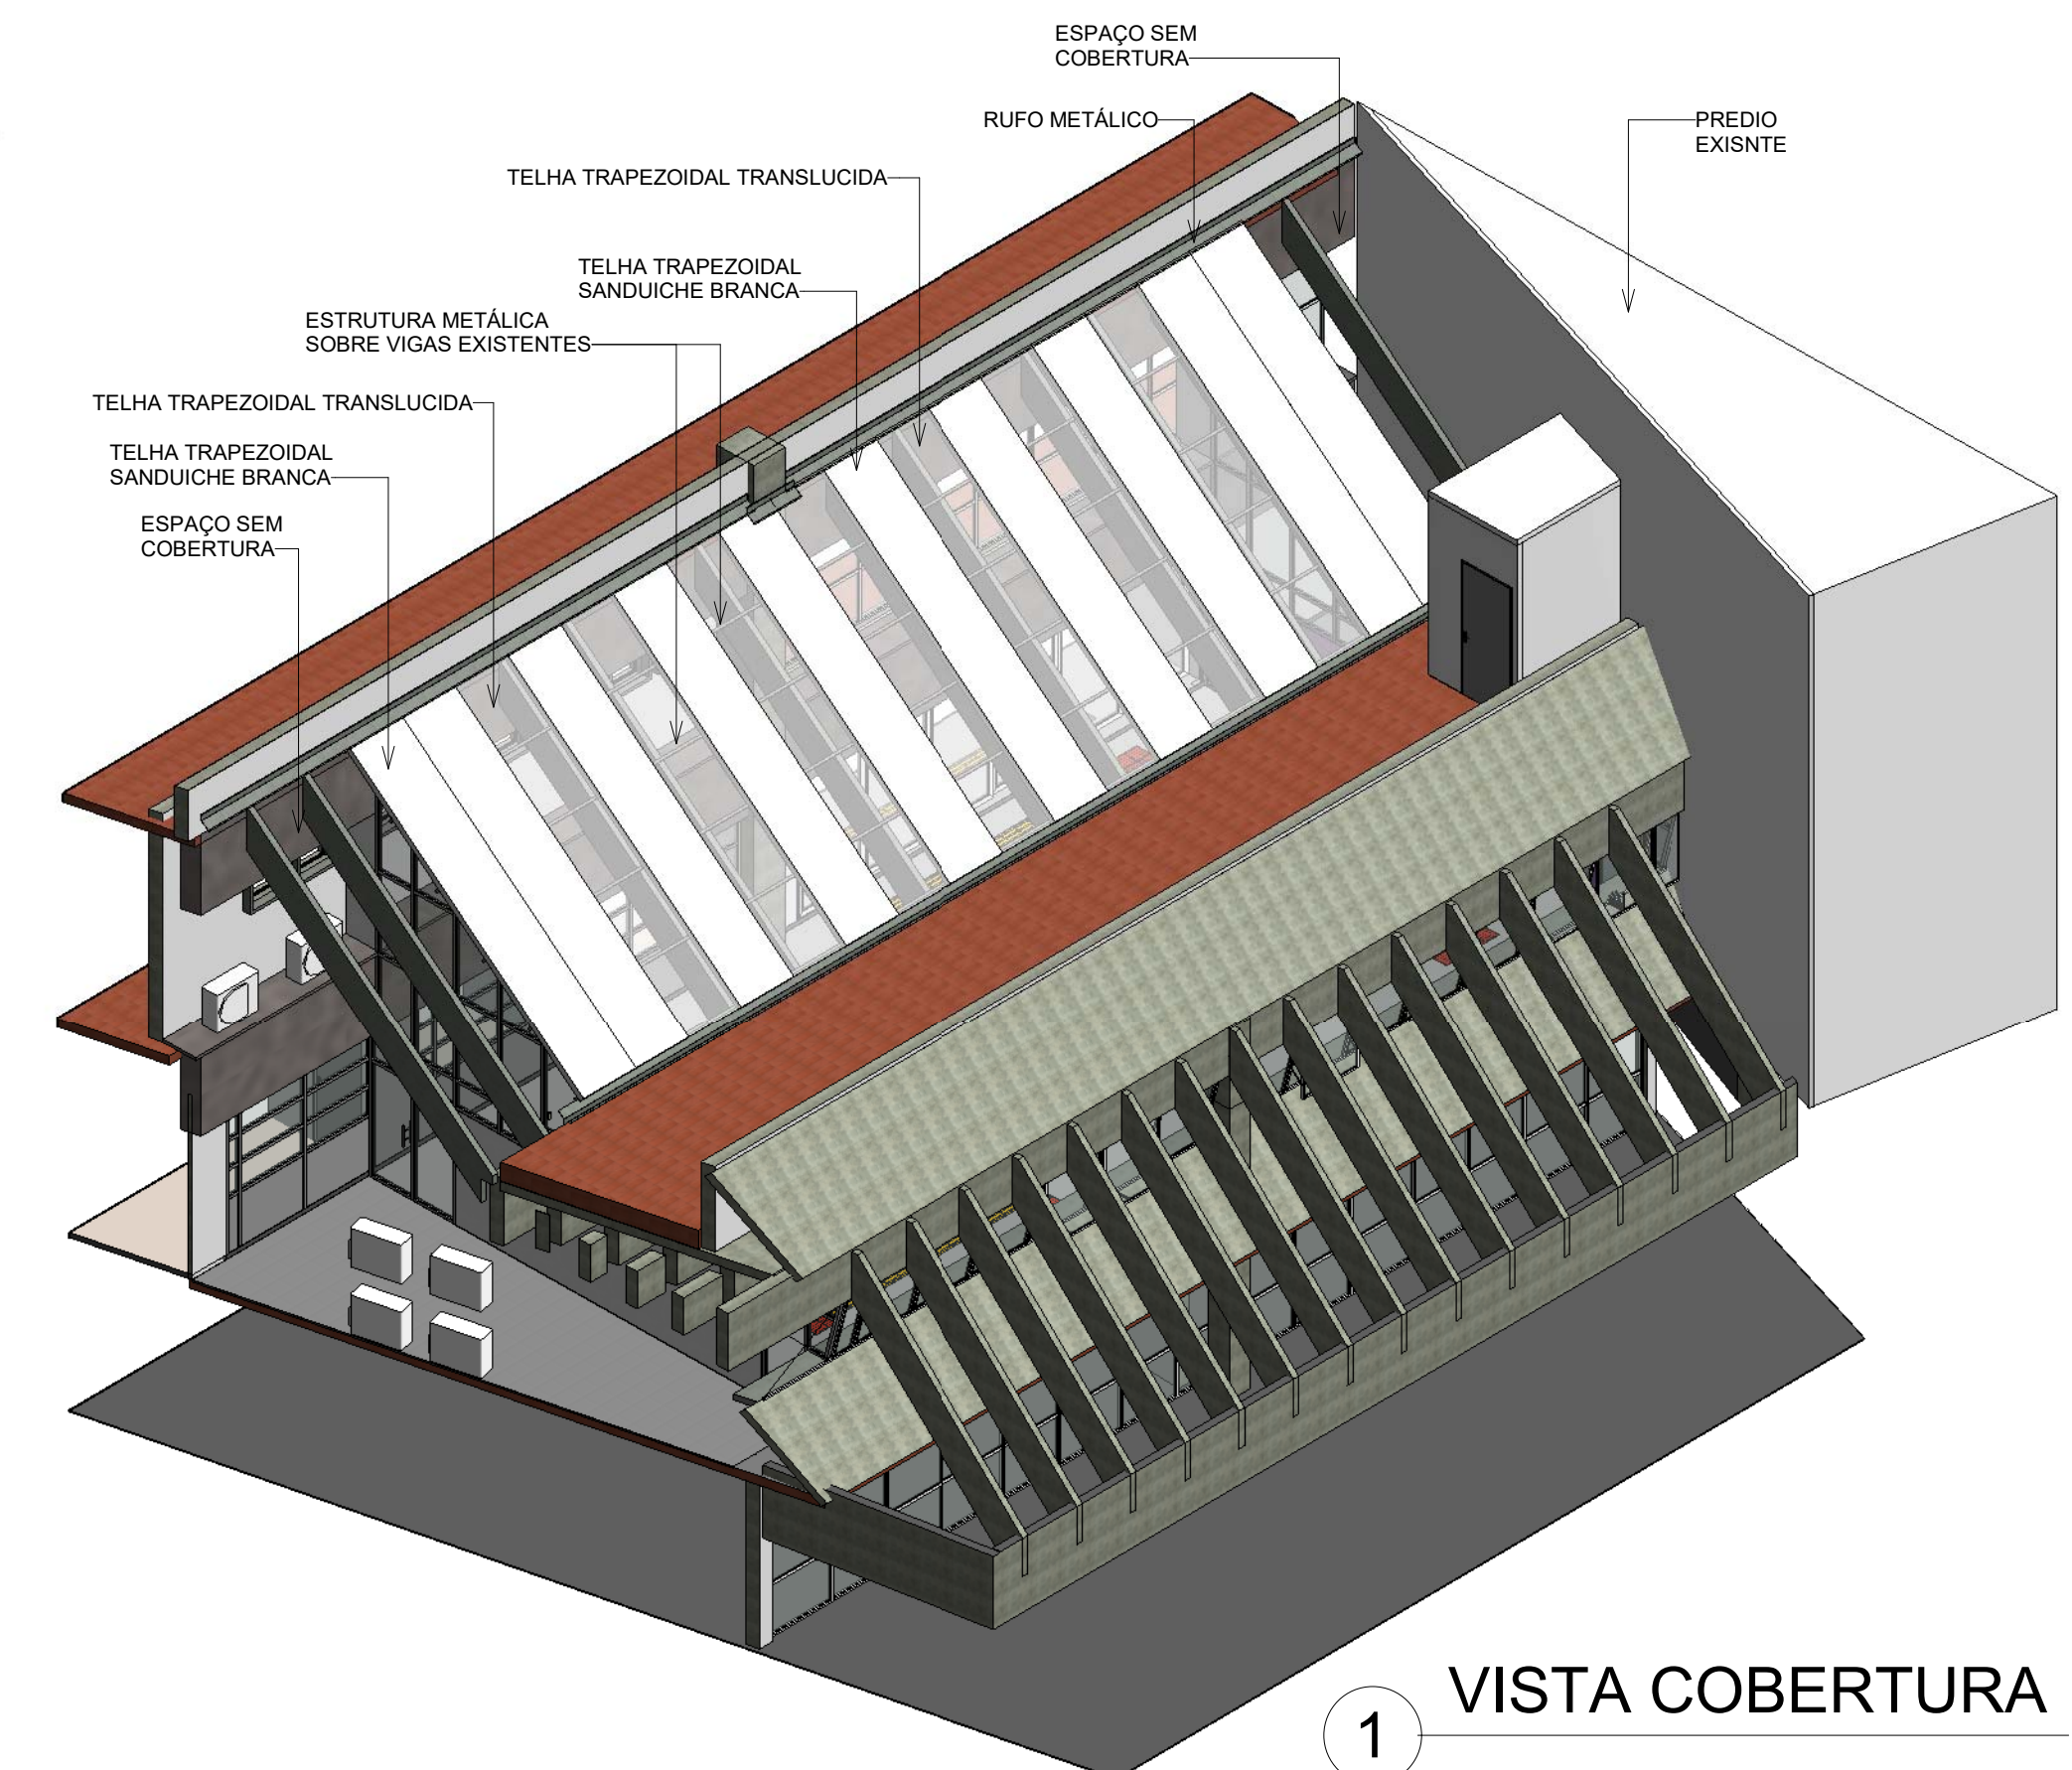 ESPAÇO SEM
COBERTURA
RUFO METÁLICO
PREDIO
EXISNTE
TELHA TRAPEZOIDAL TRANSLUCIDA
TELHA TRAPEZOIDAL
SANDUICHE BRANCA
ESTRUTURA METÁLICA
SOBRE VIGAS EXISTENTES
TELHA TRAPEZOIDAL TRANSLUCIDA
TELHA TRAPEZOIDAL
SANDUICHE BRANCA
ESPAÇO SEM
COBERTURA
VISTA COBERTURA
1